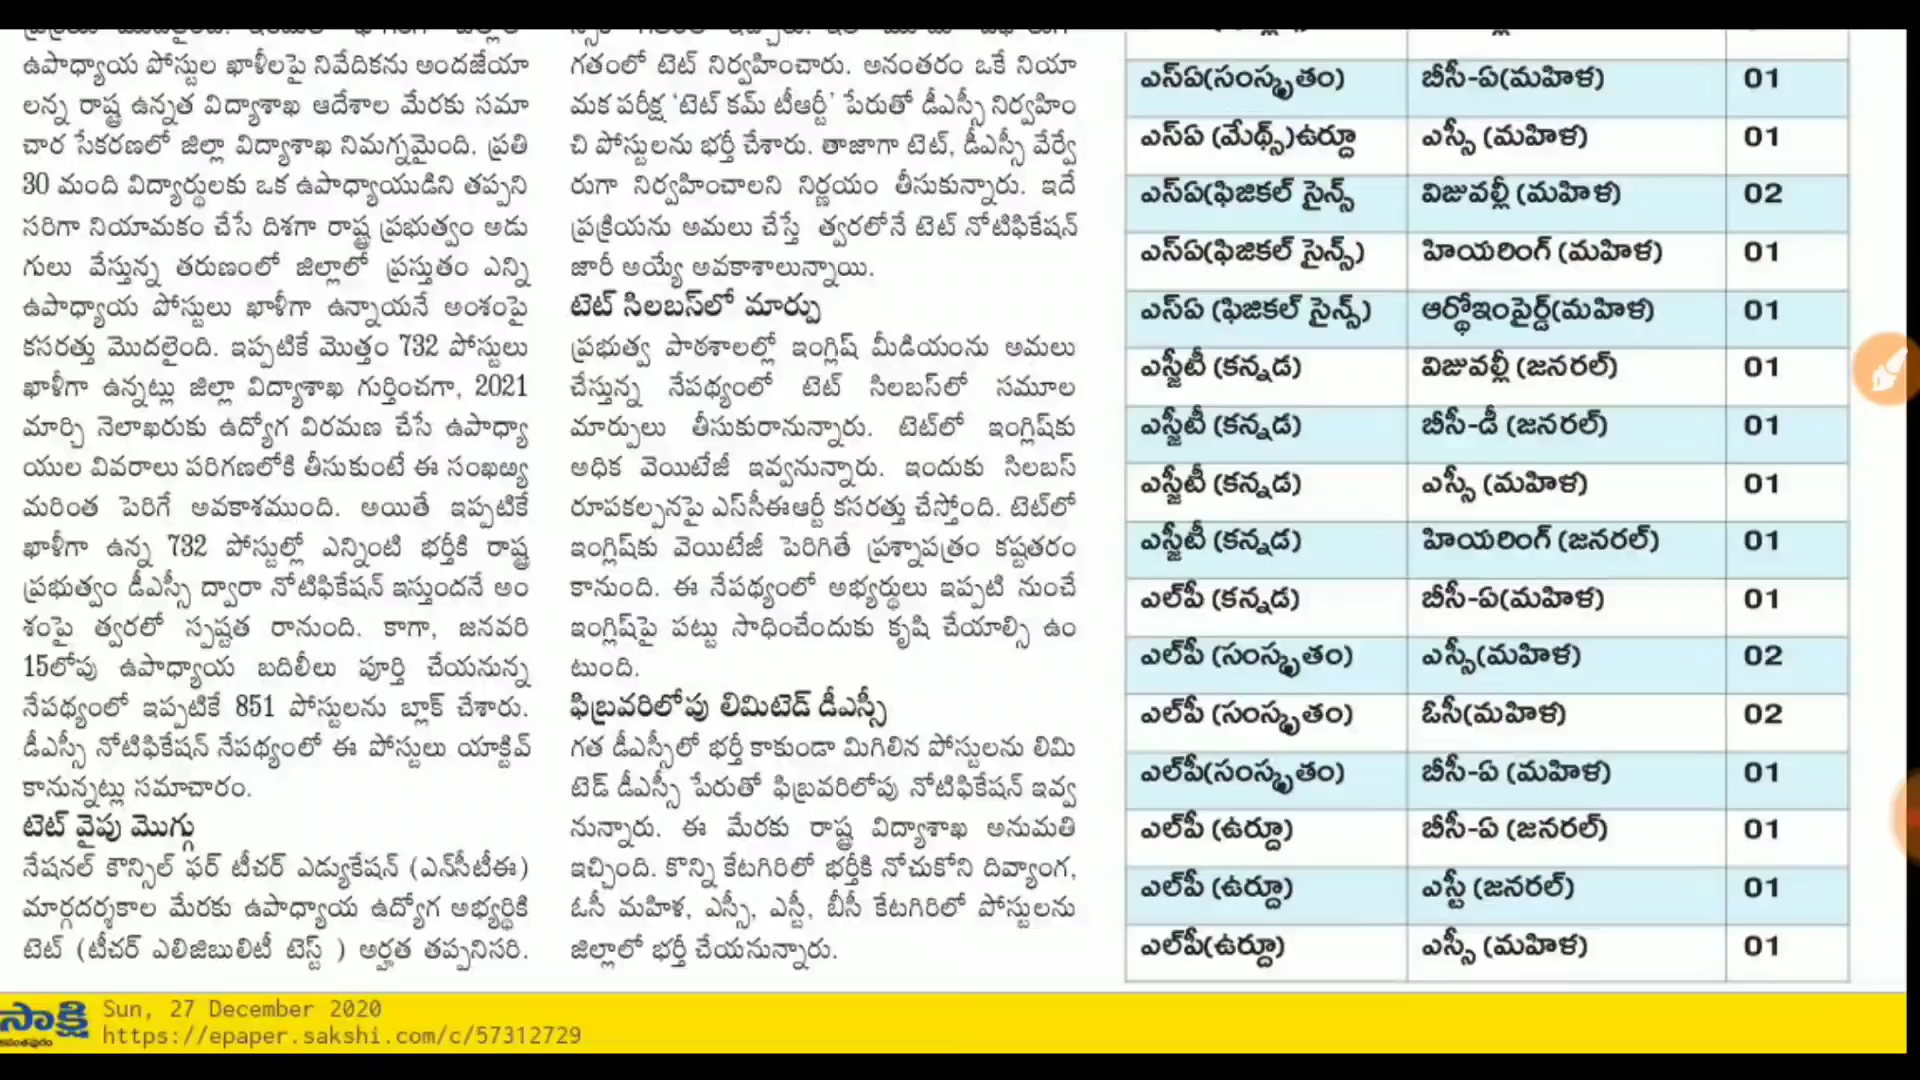 ఉపాధ్యాయ పోస్టుల ఖాళీలపై నివేదికను అందజేయా
లన్న రాష్ట్ర ఉన్నత విద్యాశాఖ ఆదేశాల మేరకు సమా
చార సేకరణలో జిల్లా విద్యాశాఖ నిమగ్నమైంది. ప్రతి
30 మంది విద్యార్థులకు ఒక ఉపాధ్యాయుడిని తప్పని
సరిగా నియామకం చేసే దిశగా రాష్ట్ర ప్రభుత్వం అడు
గులు వేస్తున్న తరుణంలో జిల్లాలో ప్రస్తుతం ఎన్ని
ఉపాధ్యాయ పోస్టులు ఖాళీగా ఉన్నాయనే అంశంపై
కసరత్తు మొదలైంది. ఇప్పటికే మొత్తం 732 పోస్టులు
ఖాళీగా ఉన్నట్లు జిల్లా విద్యాశాఖ గుర్తించగా, 2021
మార్చి నెలాఖరుకు ఉద్యోగ విరమణ చేసే ఉపాధ్యా
యుల వివరాలు పరిగణలోకి తీసుకుంటే ఈ సంఖ్య
మరింత పెరిగే అవకాశముంది. అయితే ఇప్పటికే
ఖాళీగా ఉన్న 732 పోస్టుల్లో ఎన్నింటి భర్తీకి రాష్ట్ర
ప్రభుత్వం డీఎస్సీ ద్వారా నోటిఫికేషన్ ఇస్తుందనే అం
శంపై త్వరలో స్పష్టత రానుంది. కాగా, జనవరి
15లోపు ఉపాధ్యాయ బదిలీలు పూర్తి చేయనున్న
నేపథ్యంలో ఇప్పటికే 851 పోస్టులను బ్లాక్ చేశారు.
డీఎస్సీ నోటిఫికేషన్ నేపథ్యంలో ఈ పోస్టులు యాక్టివ్
కానున్నట్లు సమాచారం.
టెట్ వైపు మొగ్గు
నేషనల్ కౌన్సిల్ ఫర్ టీచర్ ఎడ్యుకేషన్ (ఎన్‌సీటీఈ)
మార్గదర్శకాల మేరకు ఉపాధ్యాయ ఉద్యోగ అభ్యర్థికి
టెట్ (టీచర్ ఎలిజిబులిటీ టెస్ట్ ) అర్హత తప్పనిసరి.
గతంలో టెట్ నిర్వహించారు. అనంతరం ఒకే నియా
మక పరీక్ష ‘టెట్ కమ్ టీఆర్టీ’ పేరుతో డీఎస్సీ నిర్వహిం
చి పోస్టులను భర్తీ చేశారు. తాజాగా టెట్, డీఎస్సీ వేర్వే
రుగా నిర్వహించాలని నిర్ణయం తీసుకున్నారు. ఇదే
ప్రక్రియను అమలు చేస్తే త్వరలోనే టెట్ నోటిఫికేషన్
జారీ అయ్యే అవకాశాలున్నాయి.
టెట్ సిలబస్‌లో మార్పు
ప్రభుత్వ పాఠశాలల్లో ఇంగ్లిష్ మీడియంను అమలు
చేస్తున్న నేపథ్యంలో టెట్ సిలబస్‌లో సమూల
మార్పులు తీసుకురానున్నారు. టెట్‌లో ఇంగ్లిష్‌కు
అధిక వెయిటేజీ ఇవ్వనున్నారు. ఇందుకు సిలబస్
రూపకల్పనపై ఎస్‌సీఈఆర్టీ కసరత్తు చేస్తోంది. టెట్‌లో
ఇంగ్లిష్‌కు వెయిటేజీ పెరిగితే ప్రశ్నాపత్రం కష్టతరం
కానుంది. ఈ నేపథ్యంలో అభ్యర్థులు ఇప్పటి నుంచే
ఇంగ్లిష్‌పై పట్టు సాధించేందుకు కృషి చేయాల్సి ఉం
టుంది.
ఫిబ్రవరిలోపు లిమిటెడ్ డీఎస్సీ
గత డీఎస్సీలో భర్తీ కాకుండా మిగిలిన పోస్టులను లిమి
టెడ్ డీఎస్సీ పేరుతో ఫిబ్రవరిలోపు నోటిఫికేషన్ ఇవ్వ
నున్నారు. ఈ మేరకు రాష్ట్ర విద్యాశాఖ అనుమతి
ఇచ్చింది. కొన్ని కేటగిరిలో భర్తీకి నోచుకోని దివ్యాంగ,
ఓసీ మహిళ, ఎస్సీ, ఎస్టీ, బీసీ కేటగిరిలో పోస్టులను
జిల్లాలో భర్తీ చేయనున్నారు.
ఎస్ఏ(సంస్కృతం) బీసీ-ఏ(మహిళ) 01
ఎస్ఏ (మేథ్స్)ఉర్దూ ఎస్సీ (మహిళ) 01
ఎస్ఏ(ఫిజికల్ సైన్స్ విజువల్లీ (మహిళ) 02
ఎస్ఏ(ఫిజికల్ సైన్స్) హియరింగ్ (మహిళ) 01
ఎస్ఏ (ఫిజికల్ సైన్స్) ఆర్థోఇంపైర్డ్(మహిళ) 01
ఎస్జీటీ (కన్నడ) విజువల్లీ (జనరల్) 01
ఎస్జీటీ (కన్నడ) బీసీ-డీ (జనరల్) 01
ఎస్జీటీ (కన్నడ) ఎస్సీ (మహిళ) 01
ఎస్జీటీ (కన్నడ) హియరింగ్ (జనరల్) 01
ఎల్‌పీ (కన్నడ) బీసీ-ఏ(మహిళ) 01
ఎల్‌పీ (సంస్కృతం) ఎస్సీ(మహిళ) 02
ఎల్‌పీ (సంస్కృతం) ఓసీ(మహిళ) 02
ఎల్‌పీ(సంస్కృతం) బీసీ-ఏ (మహిళ) 01
ఎల్‌పీ (ఉర్దూ) బీసీ-ఏ (జనరల్) 01
ఎల్‌పీ (ఉర్దూ) ఎస్టీ (జనరల్) 01
ఎల్‌పీ(ఉర్దూ) ఎస్సీ (మహిళ) 01
సాక్షి
Sun, 27 December 2020
https://epaper.sakshi.com/c/57312729